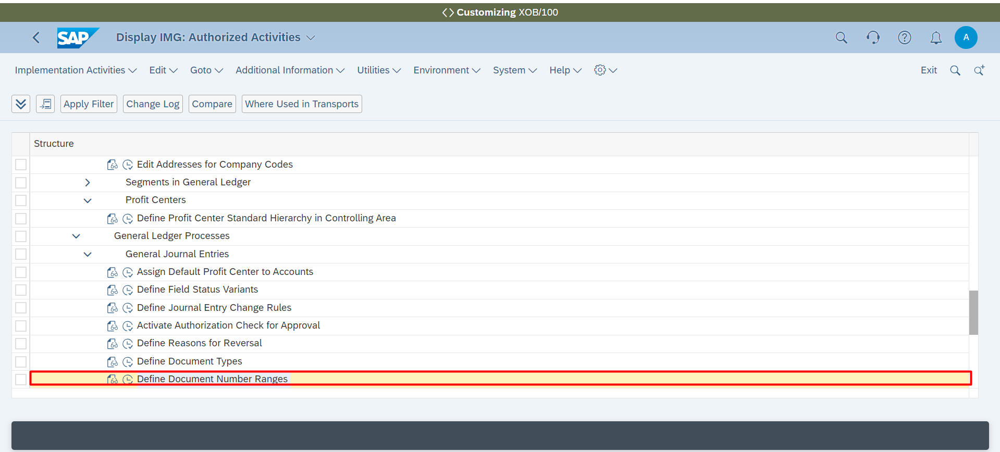 Customizing XOB/100
SAP Display IMG: Authorized Activities A
Implementation Activities Edit Goto Additional Information Utilities Environment System Help Exit
Apply Filter Change Log Compare Where Used in Transports
Structure
Edit Addresses for Company Codes
Segments in General Ledger
Profit Centers
Define Profit Center Standard Hierarchy in Controlling Area
General Ledger Processes
General Journal Entries
Assign Default Profit Center to Accounts
Define Field Status Variants
Define Journal Entry Change Rules
Activate Authorization Check for Approval
Define Reasons for Reversal
Define Document Types
Define Document Number Ranges